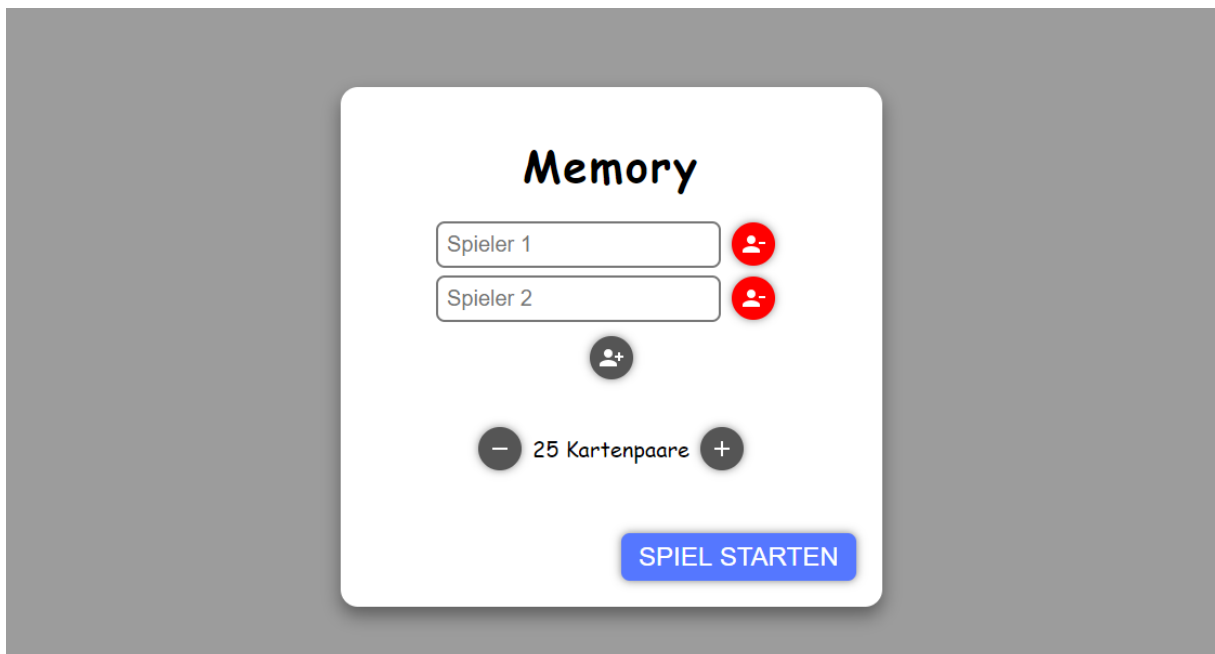 Memory
Spieler 1
Spieler 2
25 Kartenpaare
SPIEL STARTEN